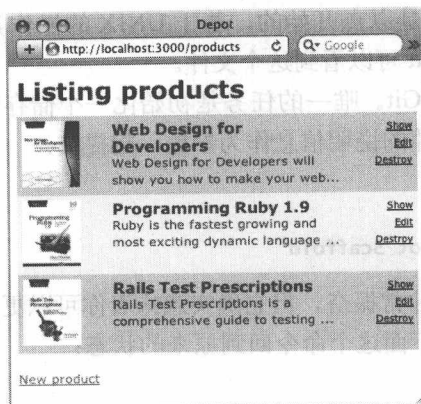 Depot
http://localhost:3000/products
Google
Listing products
Web Design for
Developers
Web Design for Developers will
show you how to make your web...
Show
Edit
Destroy
Programming Ruby 1.9
Ruby is the fastest growing and
most exciting dynamic language ...
Show
Edit
Destroy
Rails Test Prescriptions
Rails Test Prescriptions is a
comprehensive guide to testing ...
Show
Edit
Destroy
New product